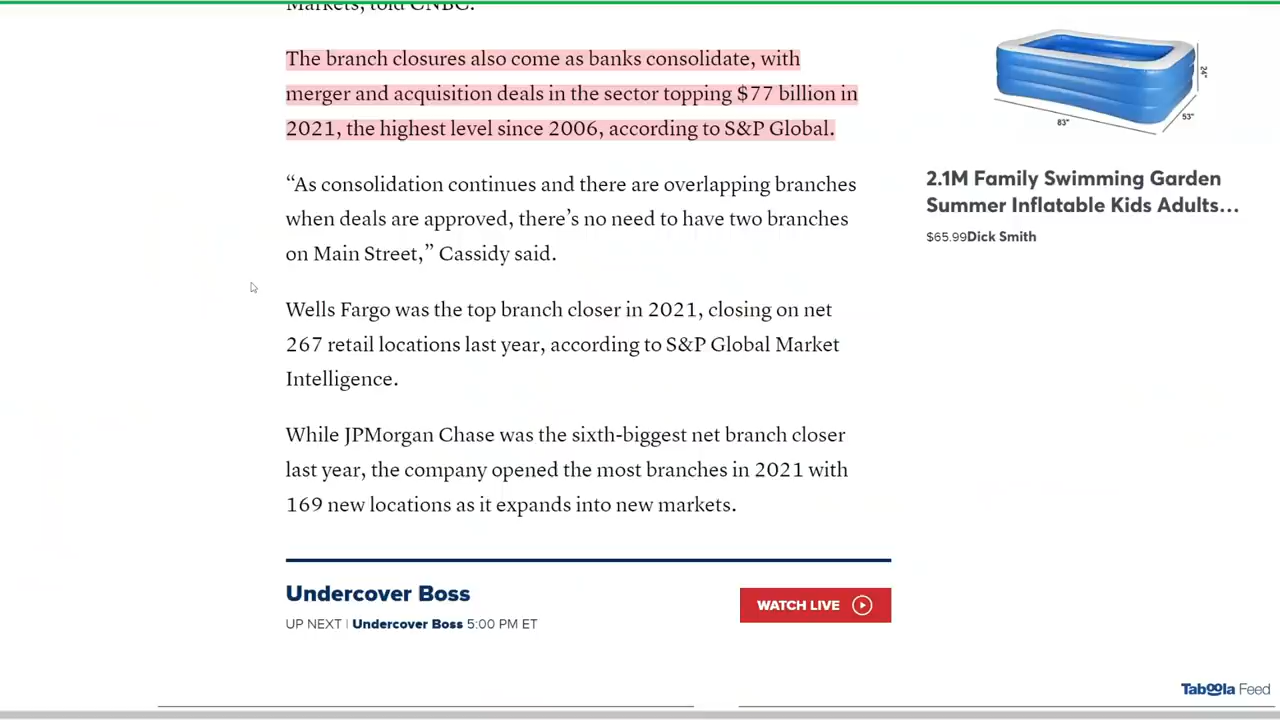 Markets, told CNBC.
The branch closures also come as banks consolidate, with
merger and acquisition deals in the sector topping $77 billion in
2021, the highest level since 2006, according to S&P Global.
“As consolidation continues and there are overlapping branches
when deals are approved, there’s no need to have two branches
on Main Street,” Cassidy said.
Wells Fargo was the top branch closer in 2021, closing on net
267 retail locations last year, according to S&P Global Market
Intelligence.
While JPMorgan Chase was the sixth-biggest net branch closer
last year, the company opened the most branches in 2021 with
169 new locations as it expands into new markets.
Undercover Boss
UP NEXT | Undercover Boss 5:00 PM ET
WATCH LIVE
24"
53"
83"
2.1M Family Swimming Garden
Summer Inflatable Kids Adults...
$65.99Dick Smith
Taboola Feed